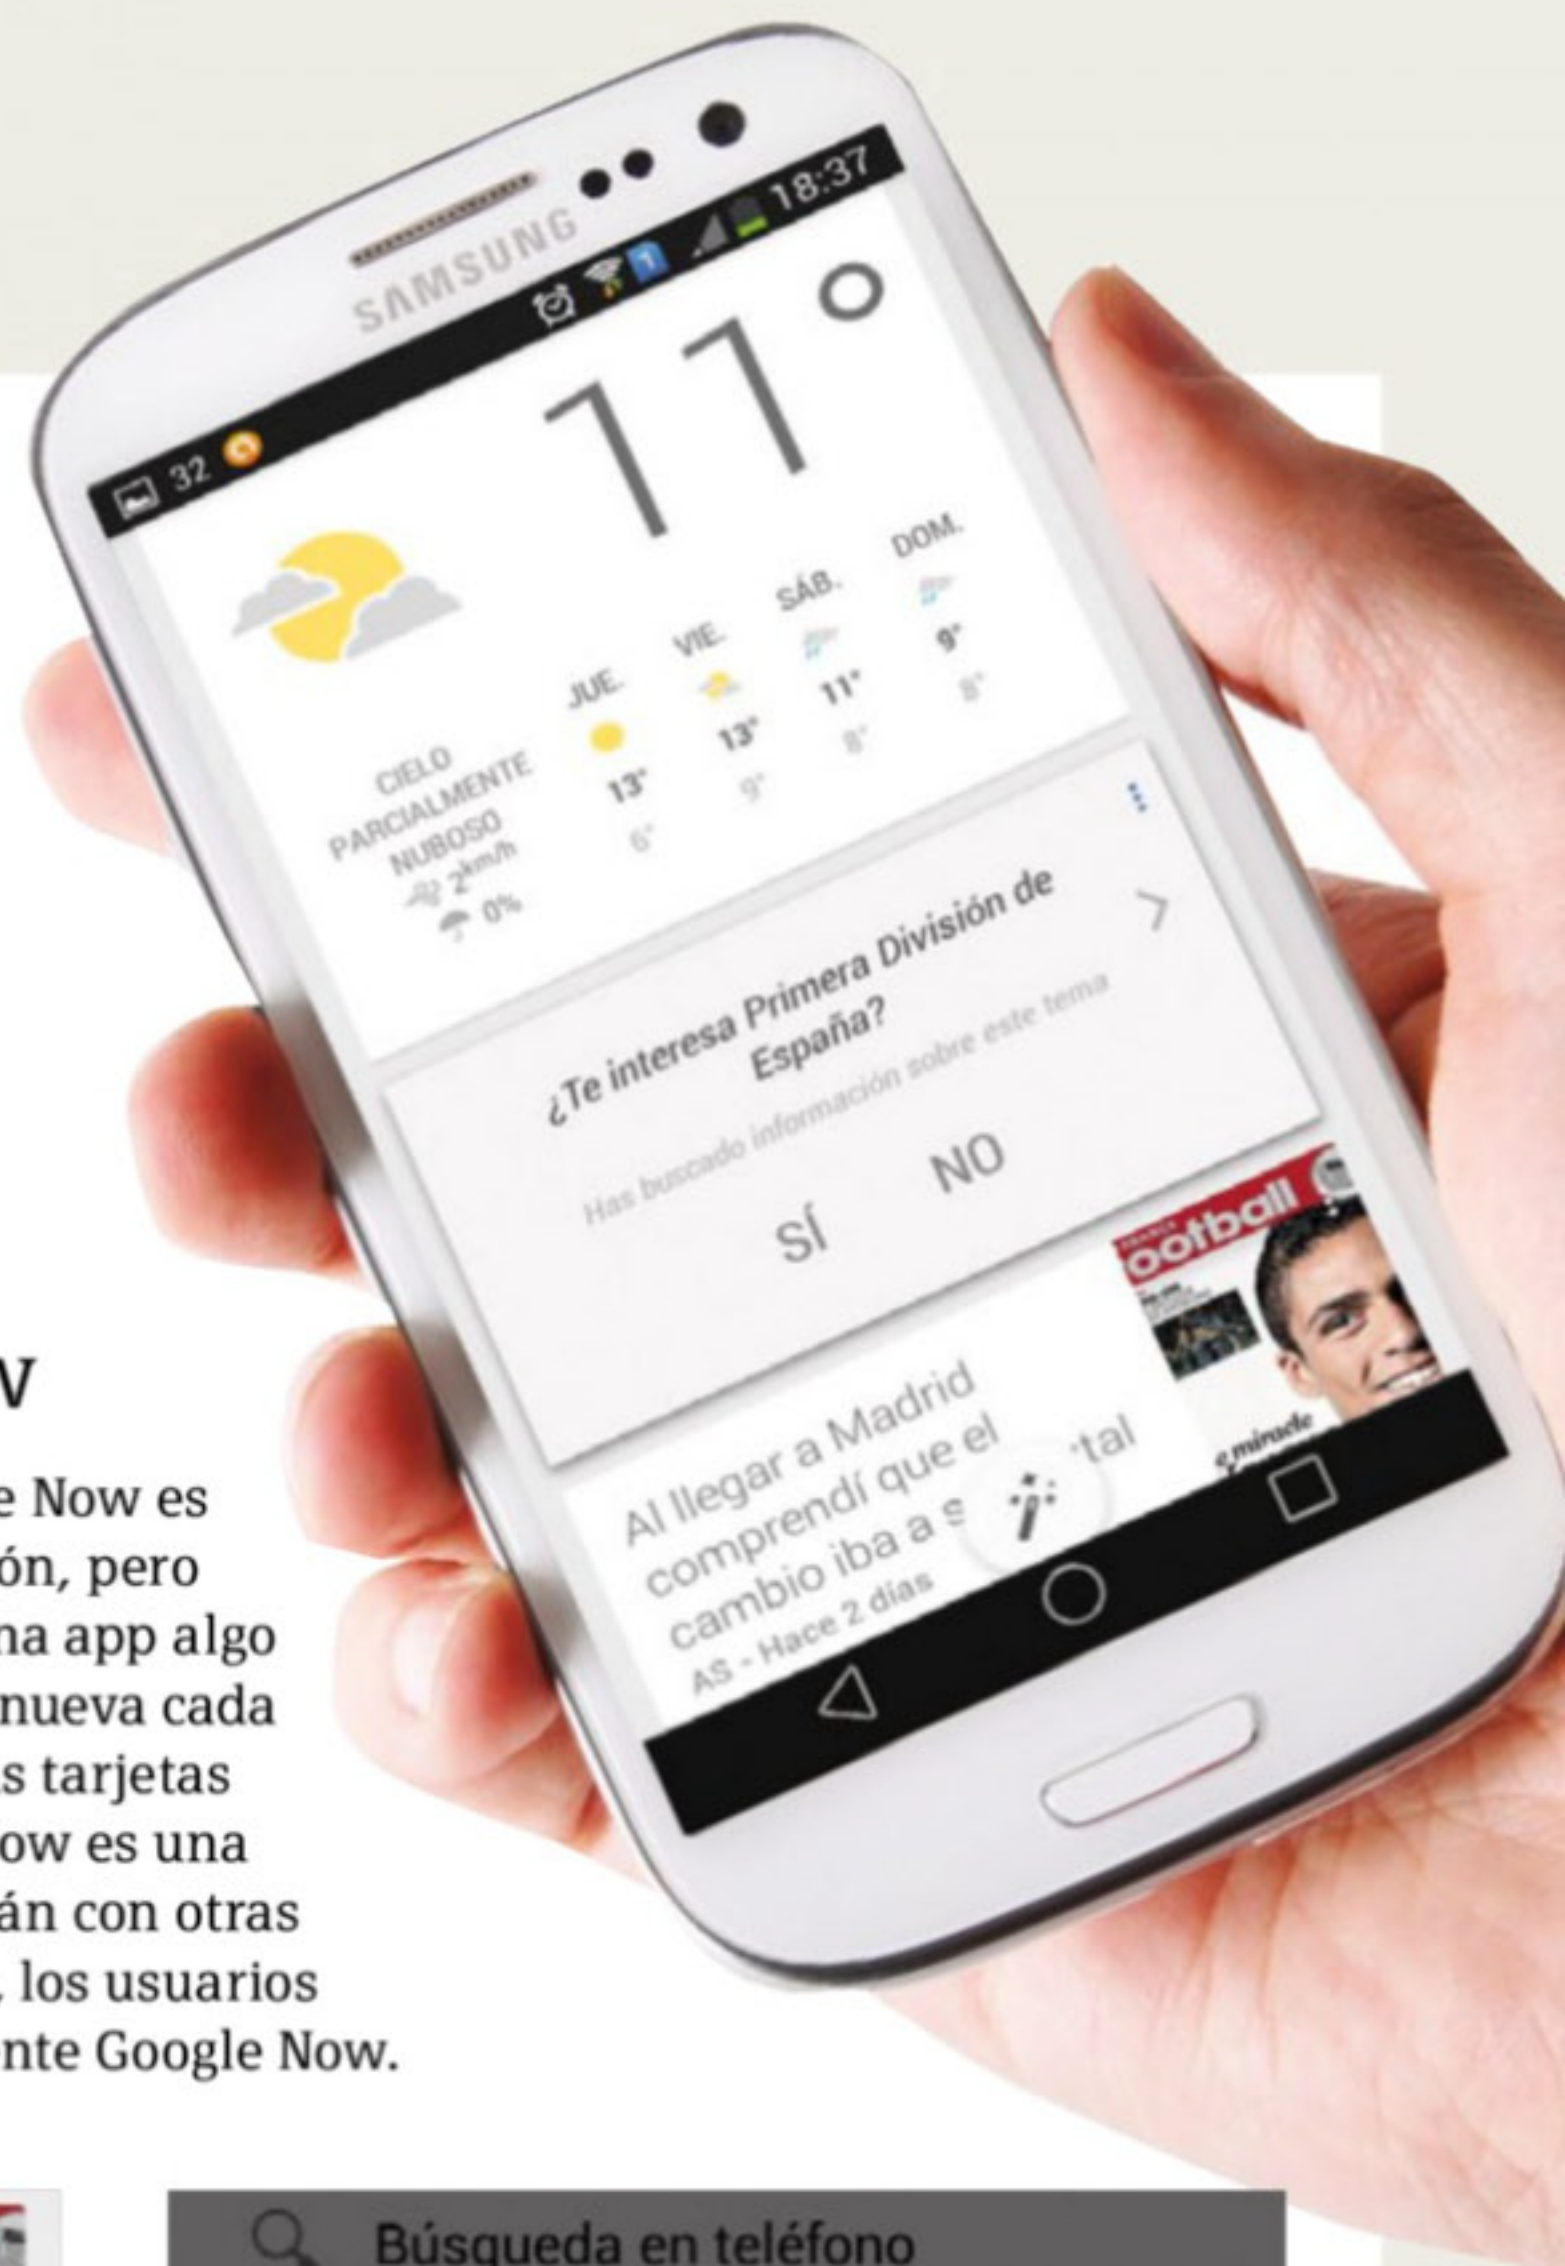 SAMSUNG
32 1 18:37
11°
JUE. VIE. SÁB. DOM.
13° 13° 11° 9°
6° 9° 8° 8°
CIELO
PARCIALMENTE
NUBOSO
2 km/h
0%
¿Te interesa Primera División de
España?
Has buscado información sobre este tema
SÍ NO
ootball
Al llegar a Madrid
comprendí que el
cambio iba a s tal
AS - Hace 2 días
e Now es
ón, pero
na app algo
nueva cada
s tarjetas
ow es una
án con otras
, los usuarios
nte Google Now.
Búsqueda en teléfono